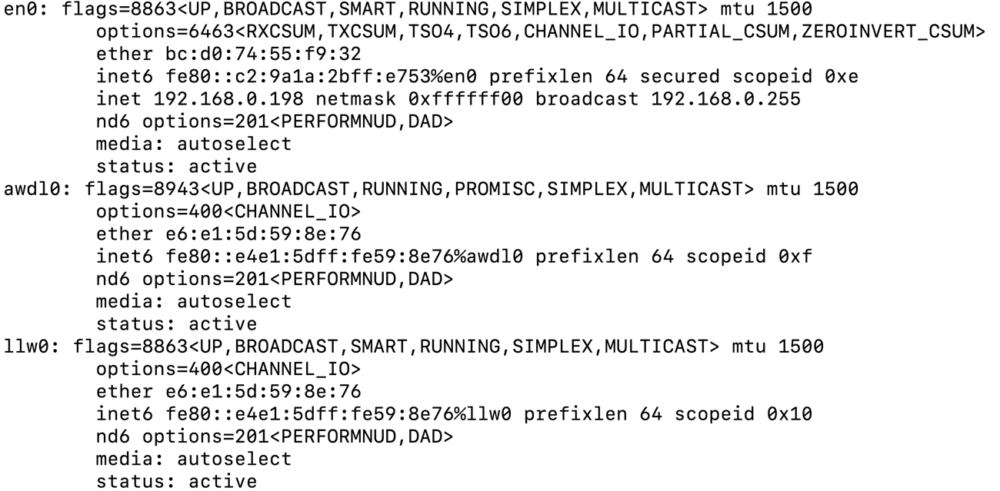 en0: flags=8863<UP,BROADCAST,SMART,RUNNING,SIMPLEX,MULTICAST> mtu 1500
options=6463<RXCSUM,TXCSUM,TSO4,TSO6,CHANNEL_IO,PARTIAL_CSUM,ZEROINVERT_CSUM>
ether bc:d0:74:55:f9:32
inet6 fe80::c2:9a1a:2bff:e753%en0 prefixlen 64 secured scopeid 0xe
inet 192.168.0.198 netmask 0xffffff00 broadcast 192.168.0.255
nd6 options=201<PERFORMNUD,DAD>
media: autoselect
status: active
awdl0: flags=8943<UP,BROADCAST,RUNNING,PROMISC,SIMPLEX,MULTICAST> mtu 1500
options=400<CHANNEL_IO>
ether e6:e1:5d:59:8e:76
inet6 fe80::e4e1:5dff:fe59:8e76%awdl0 prefixlen 64 scopeid 0xf
nd6 options=201<PERFORMNUD,DAD>
media: autoselect
status: active
llw0: flags=8863<UP,BROADCAST,SMART,RUNNING,SIMPLEX,MULTICAST> mtu 1500
options=400<CHANNEL_IO>
ether e6:e1:5d:59:8e:76
inet6 fe80::e4e1:5dff:fe59:8e76%llw0 prefixlen 64 scopeid 0x10
nd6 options=201<PERFORMNUD,DAD>
media: autoselect
status: active